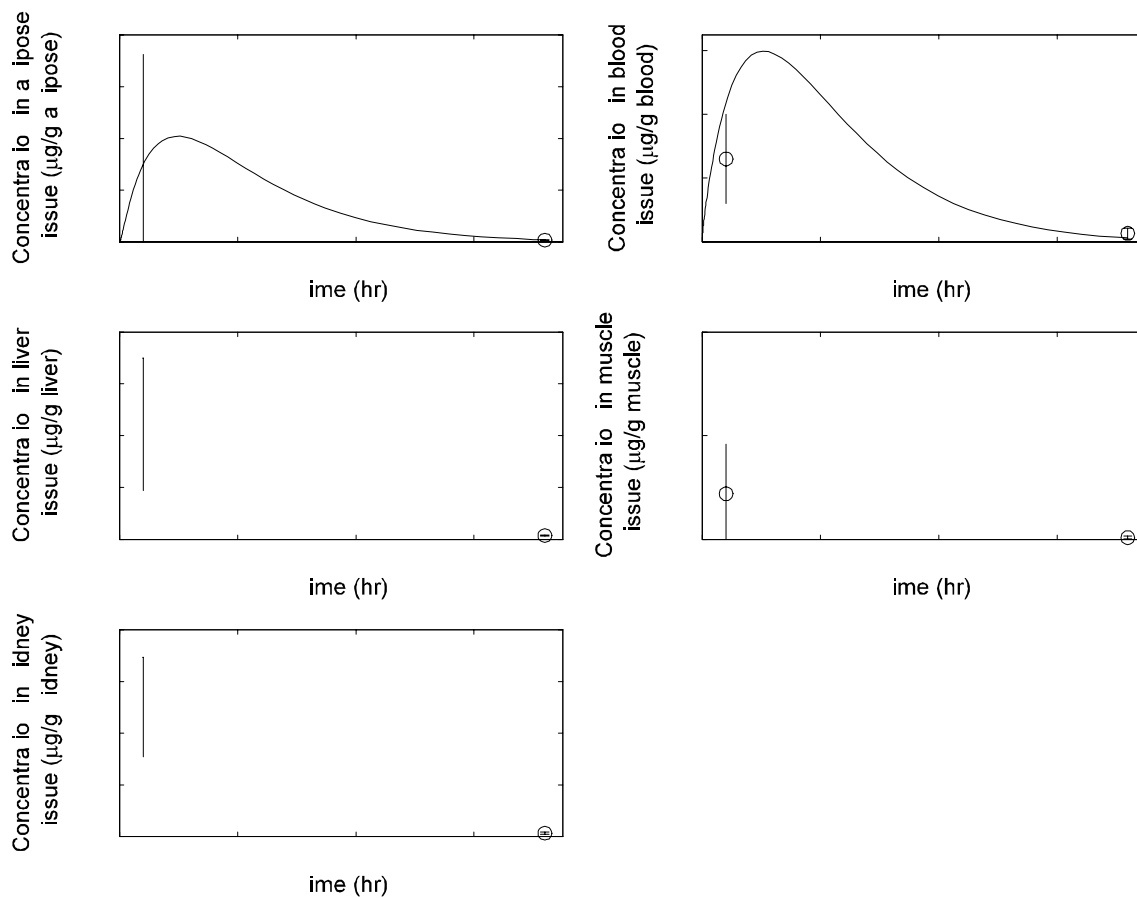 Concentra io in a ipose
issue (μg/g a ipose)
ime (hr)
Concentra io in blood
issue (μg/g blood)
ime (hr)
Concentra io in liver
issue (μg/g liver)
ime (hr)
Concentra io in muscle
issue (μg/g muscle)
ime (hr)
Concentra io in idney
issue (μg/g idney)
ime (hr)